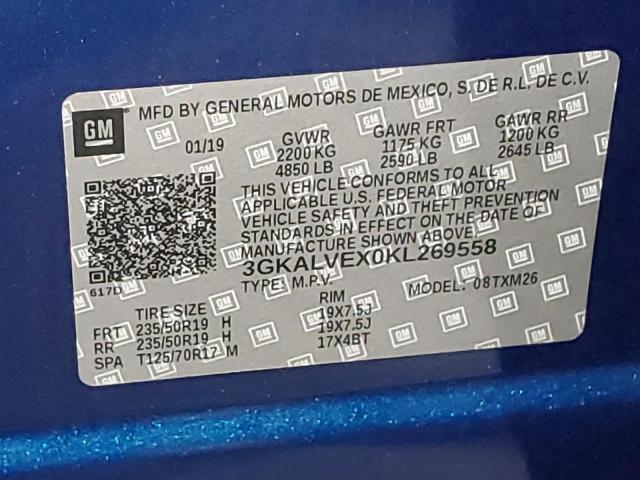 GM
MFD BY GENERAL MOTORS DE MEXICO, S. DE R.L. DE C.V.
01/19
GVWR
2200 KG
4850 LB
GAWR FRT
1175 KG
2590 LB
GAWR RR
1200 KG
2645 LB
THIS VEHICLE CONFORMS TO ALL
APPLICABLE U.S. FEDERAL MOTOR
VEHICLE SAFETY AND THEFT PREVENTION
STANDARDS IN EFFECT ON THE DATE OF
MANUFACTURE SHOWN ABOVE.
3GKALVEX0KL269558
TYPE: M.P.V.
MODEL: 08TXM26
617D
TIRE SIZE
RIM
FRT 235/50R19 H 19X7.5J
RR 235/50R19 H 19X7.5J
SPA T125/70R17 M 17X4BT